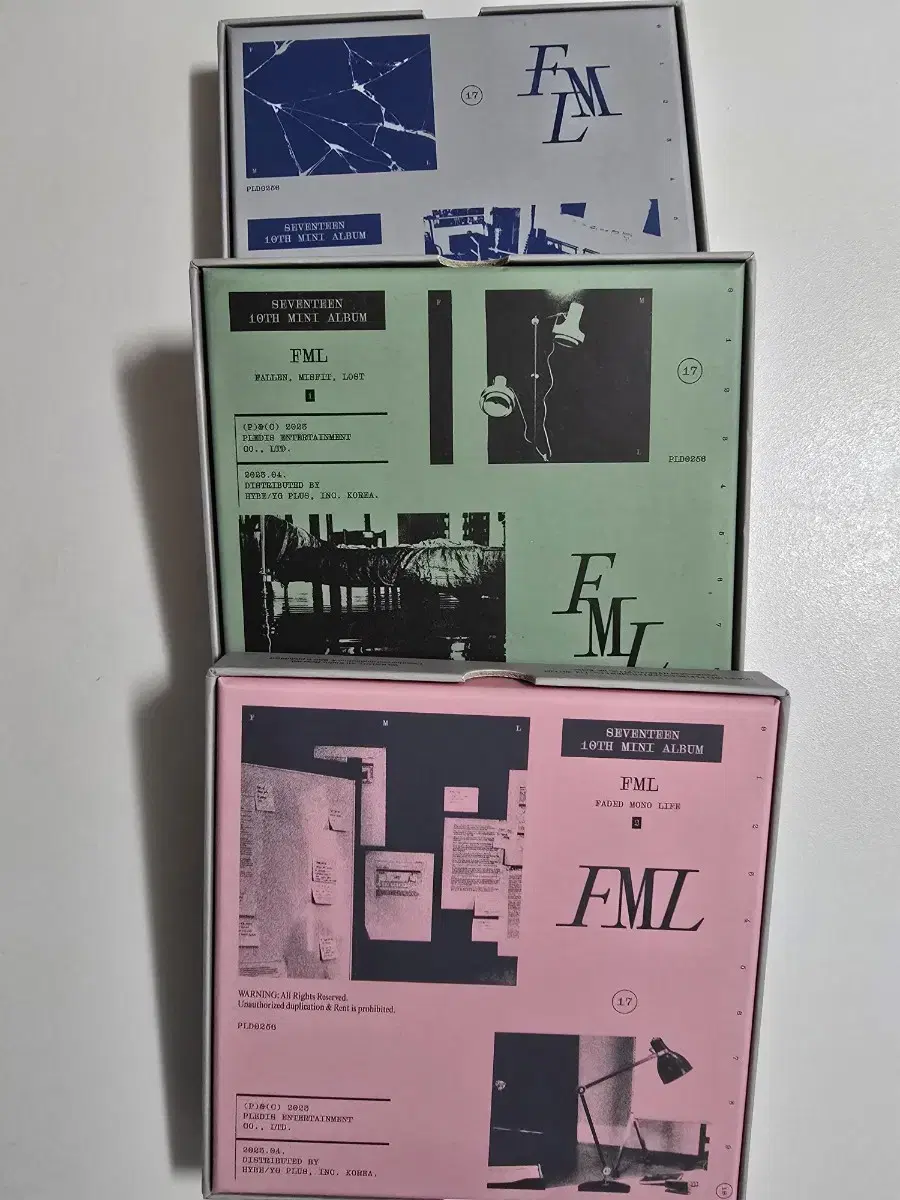 F
M
L
17
FML
PLD0256
SEVENTEEN
10TH MINI ALBUM
SEVENTEEN
10TH MINI ALBUM
FML
FALLEN, MISFIT, LOST
1
(P)&(C) 2023
PLEDIS ENTERTAINMENT
CO., LTD.
2023.04.
DISTRIBUTED BY
HYBE/YG PLUS, INC. KOREA.
F
M
L
17
PLD0256
FML
F M L
SEVENTEEN
10TH MINI ALBUM
FML
FADED MONO LIFE
2
FML
WARNING: All Rights Reserved.
Unauthorized duplication & Rent is prohibited.
PLD0256
17
(P)&(C) 2023
PLEDIS ENTERTAINMENT
CO., LTD.
2023.04.
DISTRIBUTED BY
HYBE/YG PLUS, INC. KOREA.